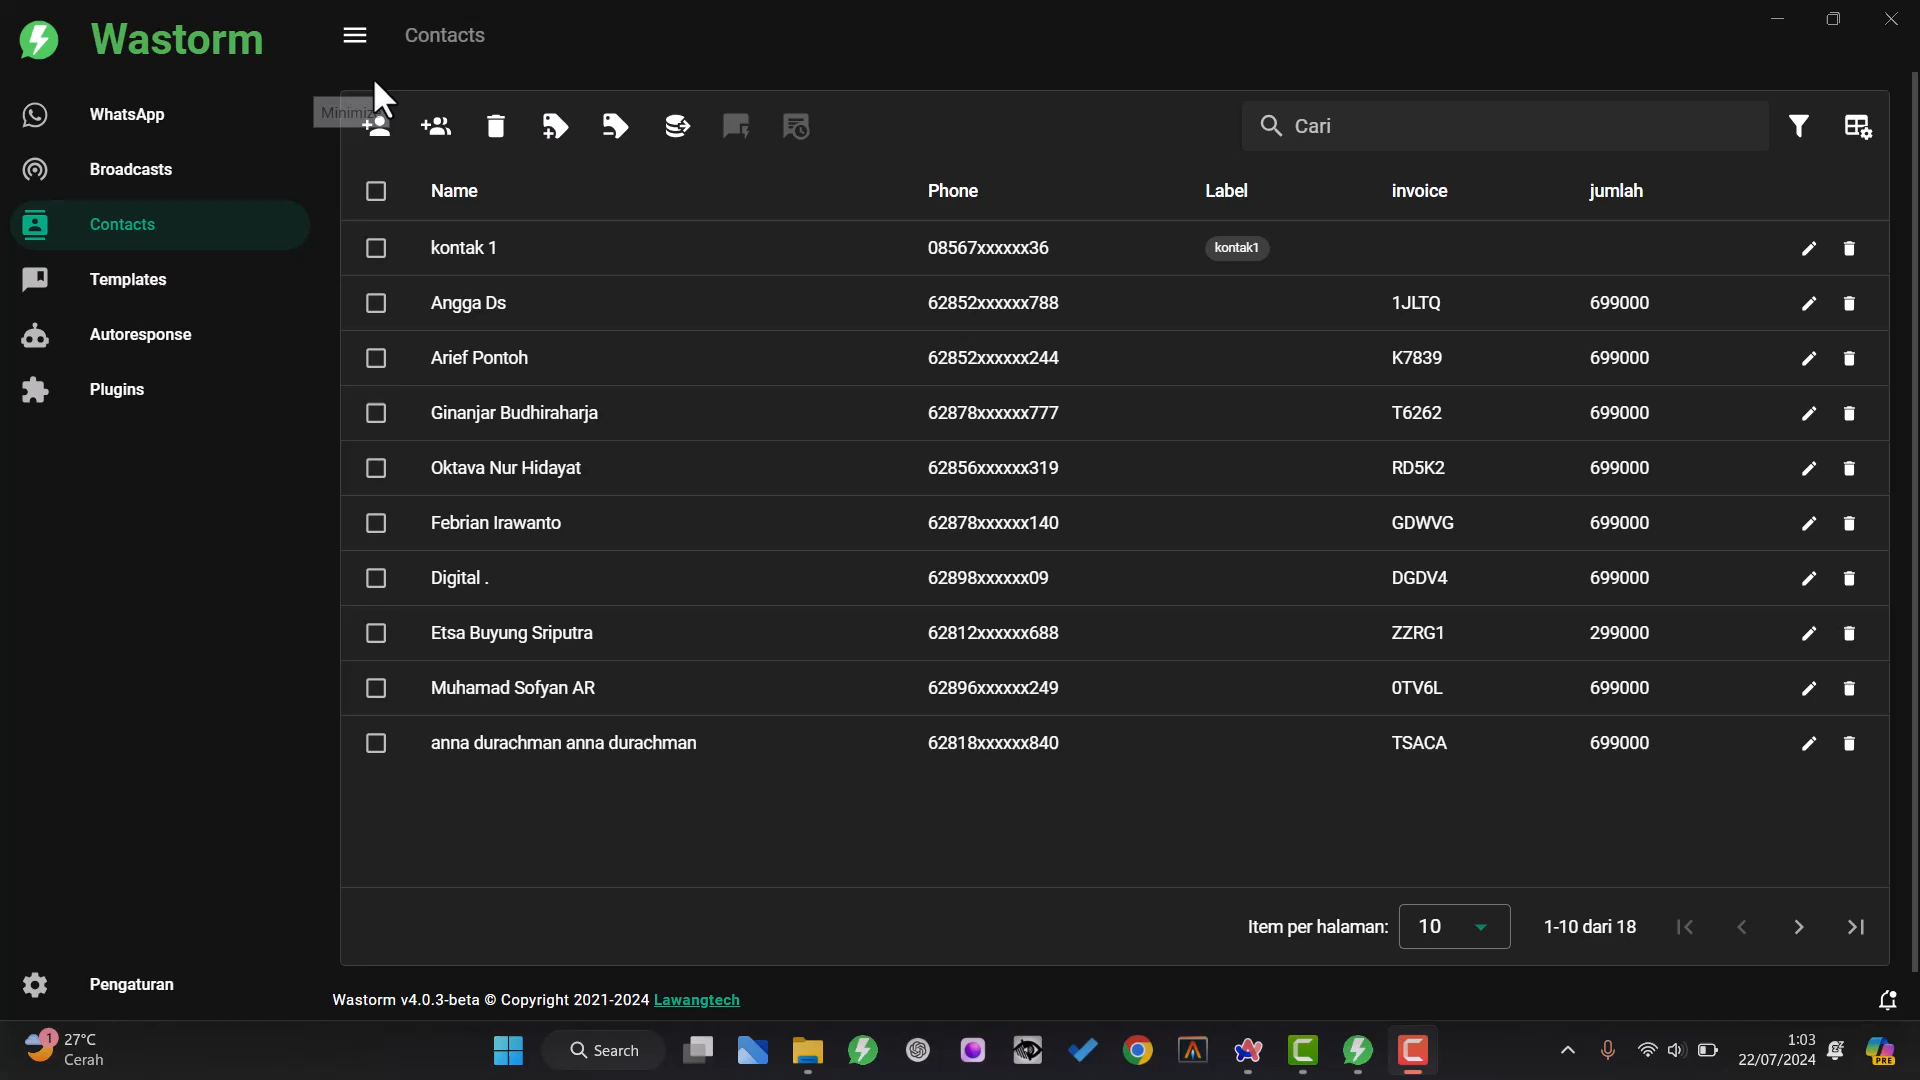 Wastorm
Contacts
WhatsApp
Broadcasts
Contacts
Templates
Autoresponse
Plugins
Pengaturan
Cari
Name Phone Label invoice jumlah
kontak 1 08567xxxxxx36 kontak1
Angga Ds 62852xxxxxx788 1JLTQ 699000
Arief Pontoh 62852xxxxxx244 K7839 699000
Ginanjar Budhiraharja 62878xxxxxx777 T6262 699000
Oktava Nur Hidayat 62856xxxxxx319 RD5K2 699000
Febrian Irawanto 62878xxxxxx140 GDWVG 699000
Digital . 62898xxxxxx09 DGDV4 699000
Etsa Buyung Sriputra 62812xxxxxx688 ZZRG1 299000
Muhamad Sofyan AR 62896xxxxxx249 0TV6L 699000
anna durachman anna durachman 62818xxxxxx840 TSACA 699000
Item per halaman: 10 1-10 dari 18
Wastorm v4.0.3-beta © Copyright 2021-2024 Lawangtech
1
27°C
Cerah
Search
1:03
22/07/2024
PRE